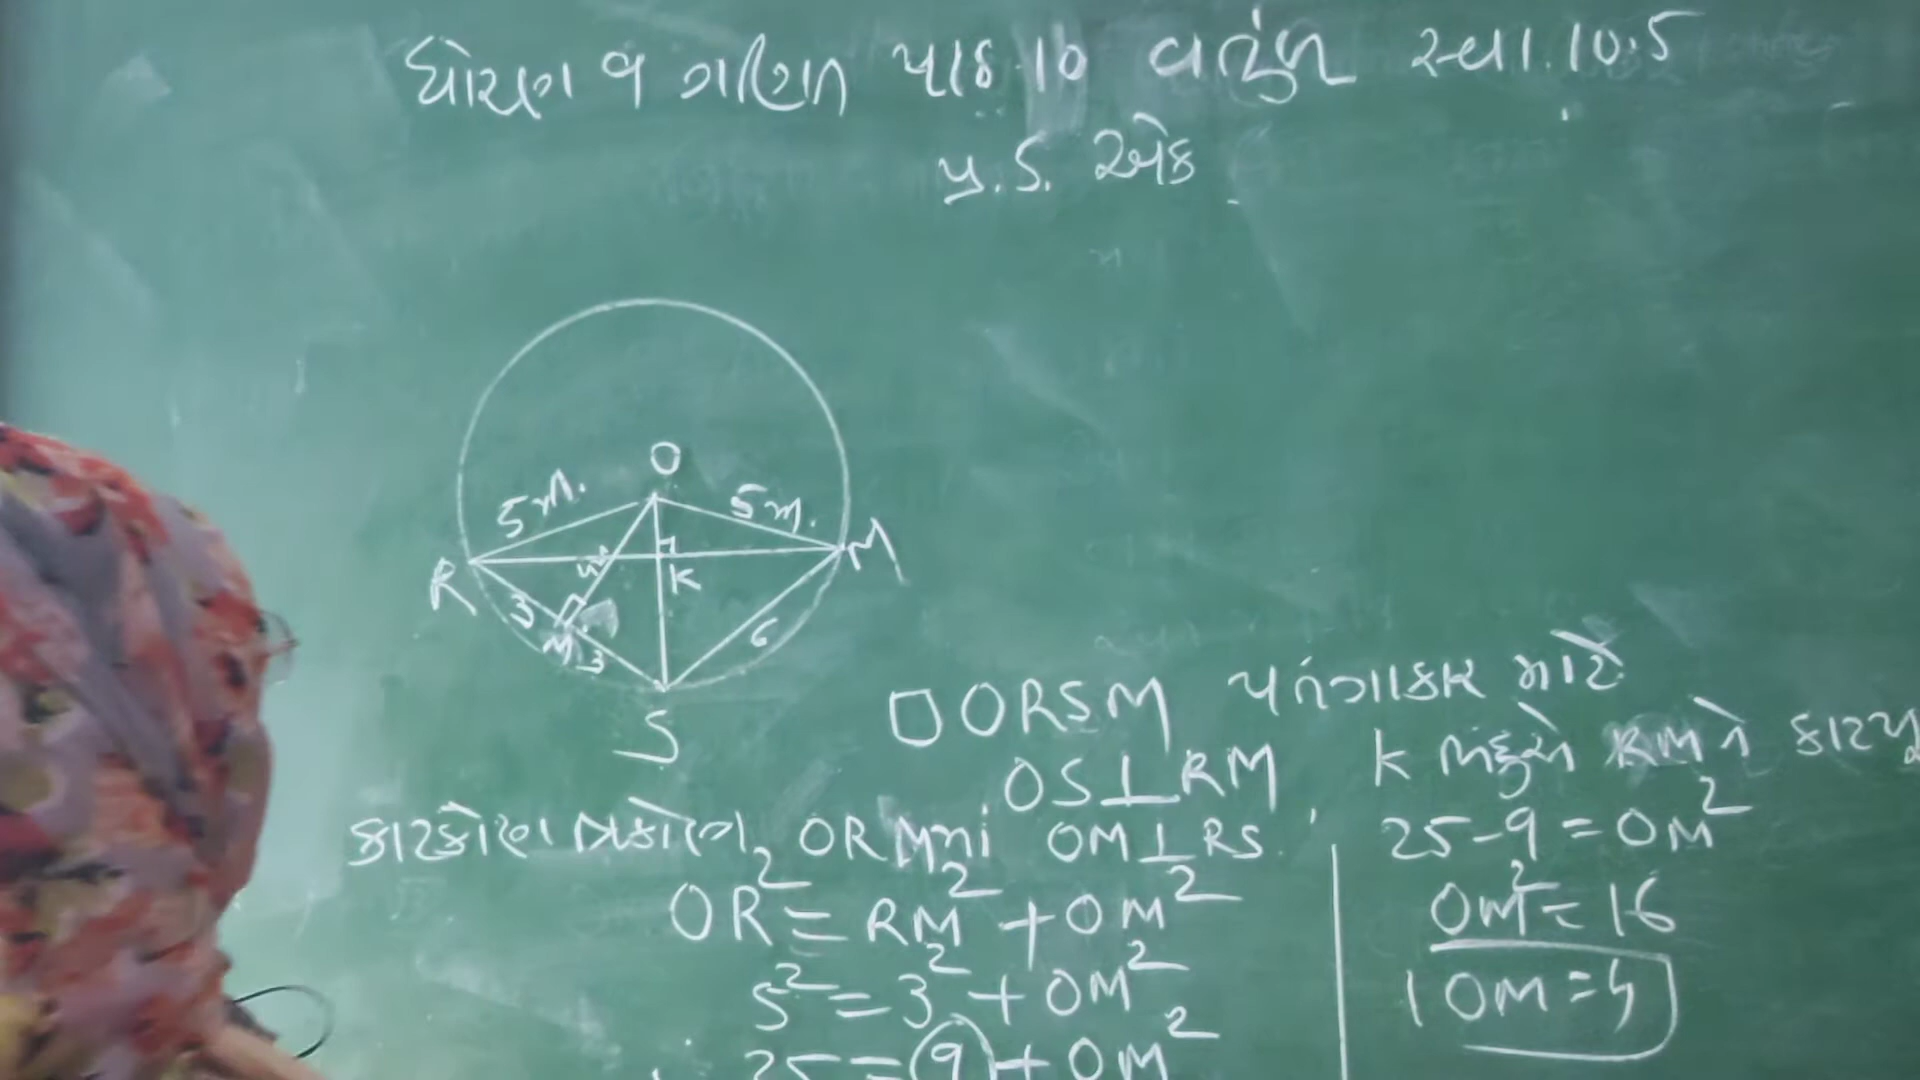 ધોરણ 9 ગણિત પાઠ 10 વર્તુળ સ્વા. 10.5
પ્ર. 5. એક
O
5 મી.
5 મી.
R
M
4
K
3
M
3
6
S
□ ORSM પતંગાકાર માટે
OS⊥RM
K બિંદુએ RM ને કાટખૂ
કાટકોણ ત્રિકોણ ORM માં OM⊥RS
OR² = RM² + OM²
5² = 3² + OM²
25 = 9 + OM²
25 - 9 = OM²
OM² = 16
OM = 4